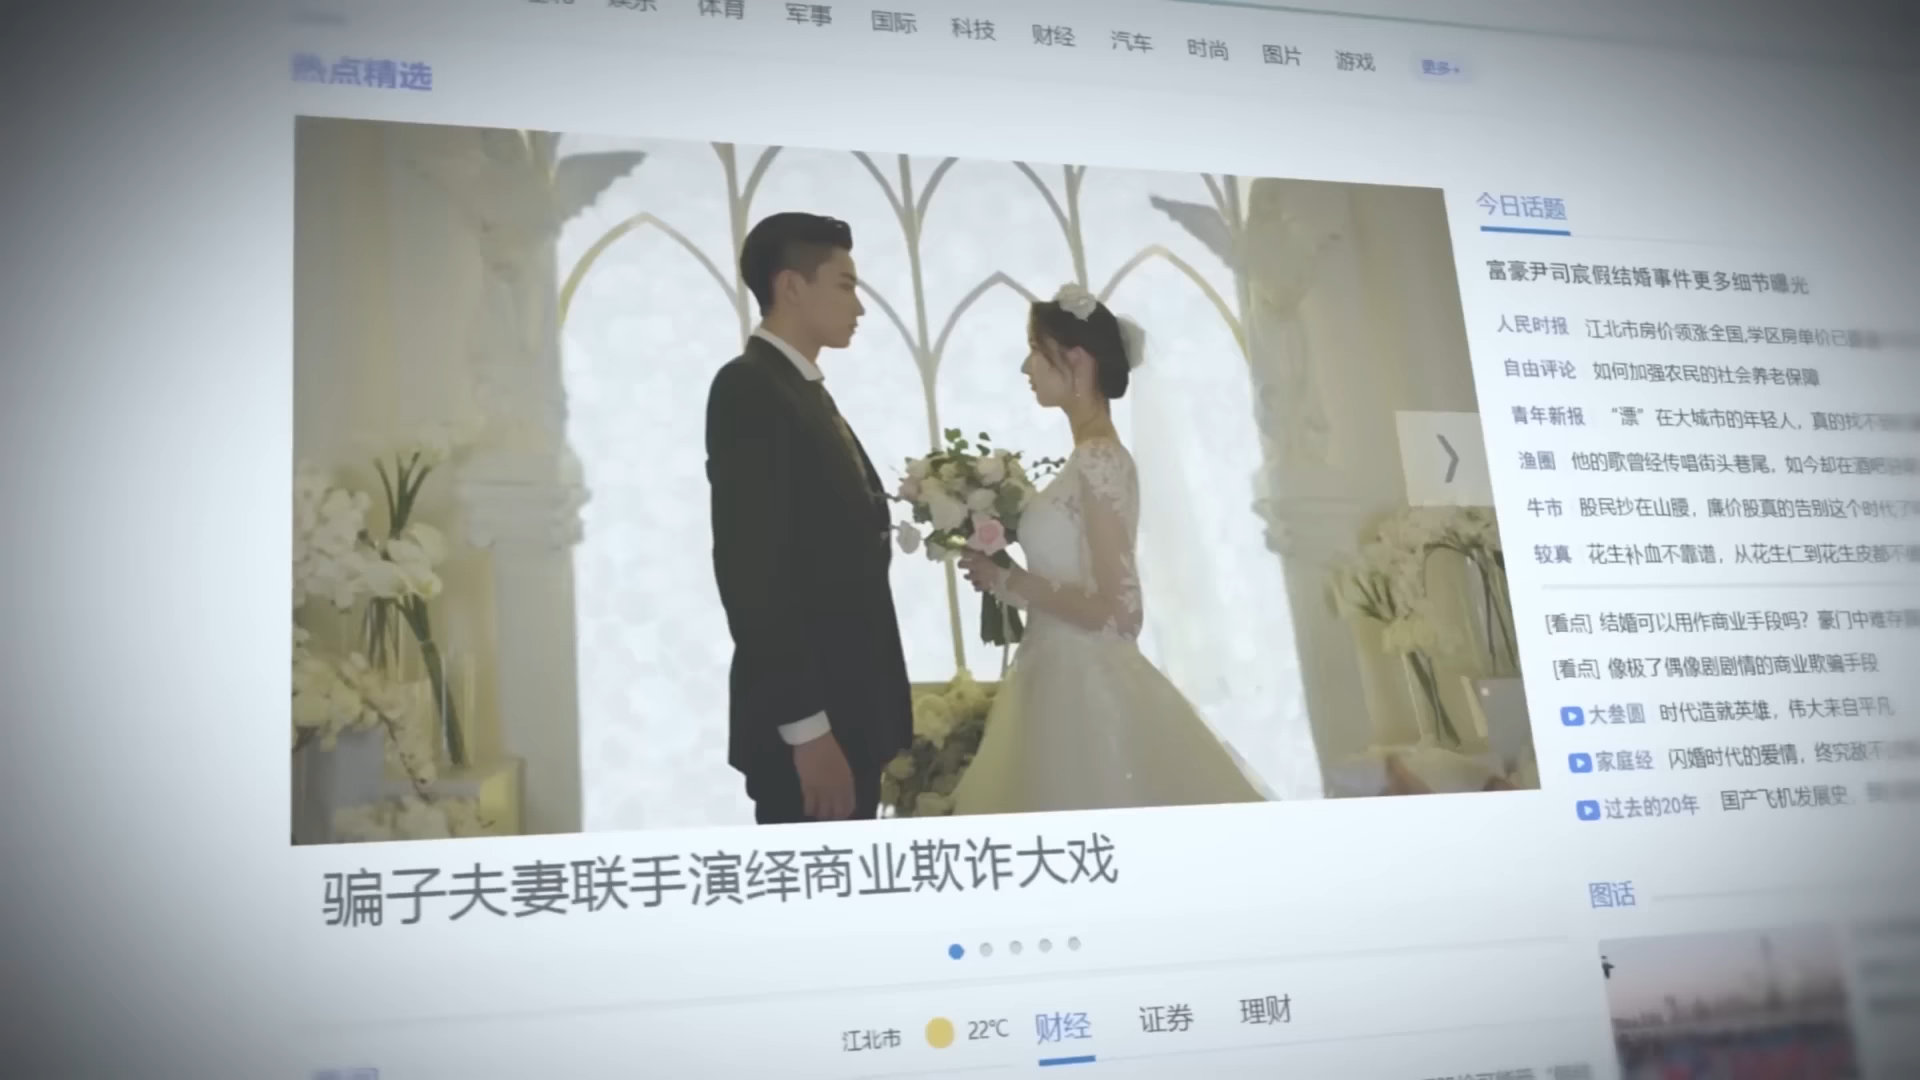 娱乐 体育 军事 国际 科技 财经 汽车 时尚 图片 游戏 更多+
热点精选
今日话题
富豪尹司宸假结婚事件更多细节曝光
人民时报 江北市房价领涨全国,学区房单价已
自由评论 如何加强农民的社会养老保障
青年新报 “漂”在大城市的年轻人，真的找不
渔圈 他的歌曾经传唱街头巷尾，如今却在酒吧
牛市 股民抄在山腰，廉价股真的告别这个时代了
较真 花生补血不靠谱，从花生仁到花生皮都不
[看点] 结婚可以用作商业手段吗？豪门中难存
[看点] 像极了偶像剧剧情的商业欺骗手段
大叁圆 时代造就英雄，伟大来自平凡
家庭经 闪婚时代的爱情，终究敌不
过去的20年 国产飞机发展史
骗子夫妻联手演绎商业欺诈大戏
图话
江北市 22℃ 财经 证券 理财